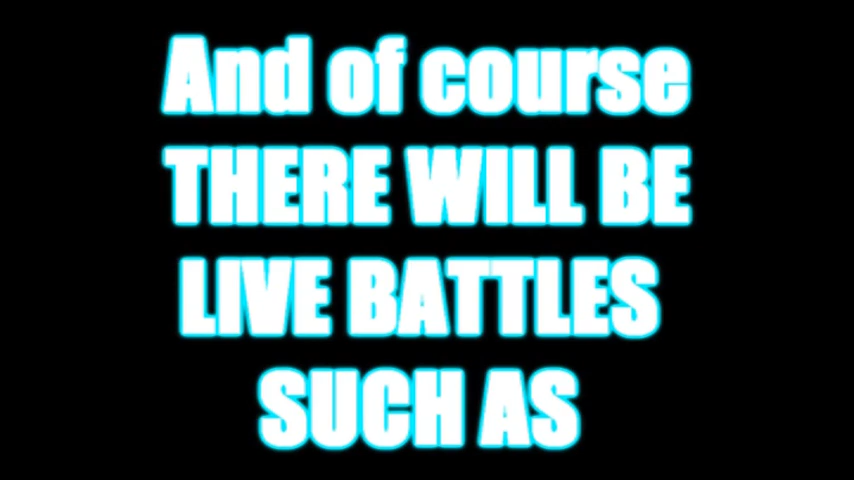 And of course
THERE WILL BE
LIVE BATTLES
SUCH AS